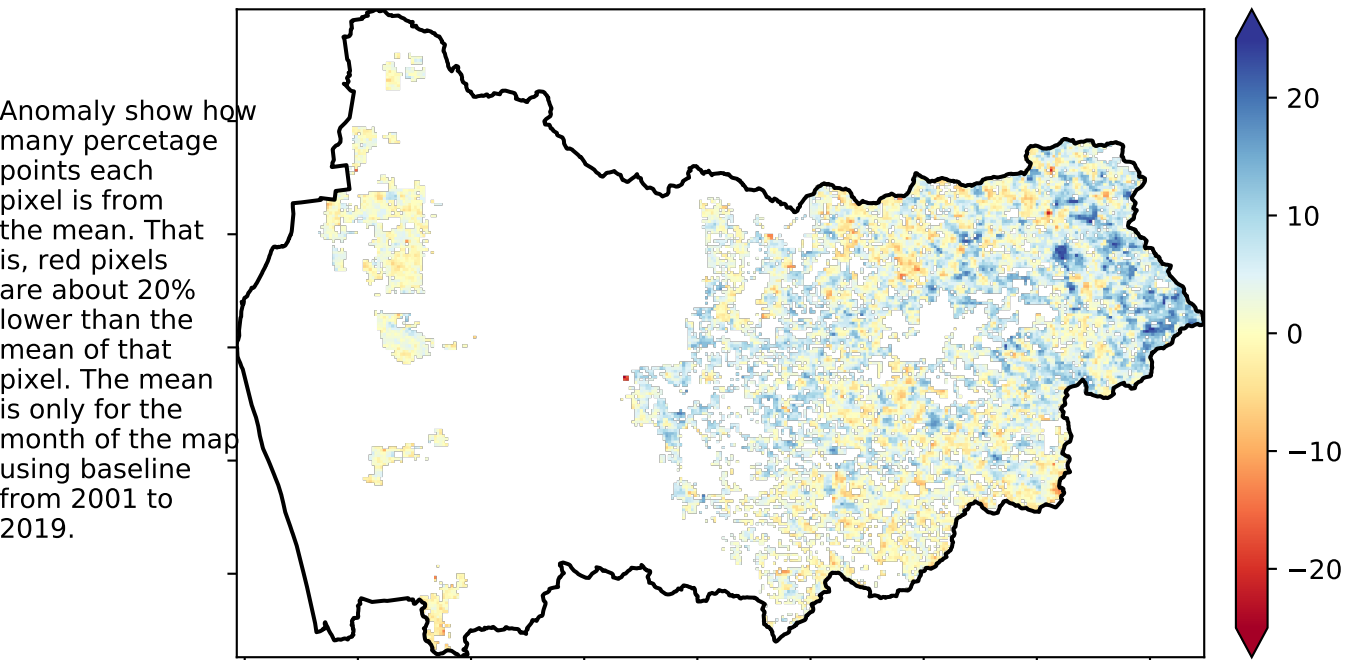 Anomaly show how
many percetage
points each
pixel is from
the mean. That
is, red pixels
are about 20%
lower than the
mean of that
pixel. The mean
is only for the
month of the map
using baseline
from 2001 to
2019.
20
10
0
−10
−20